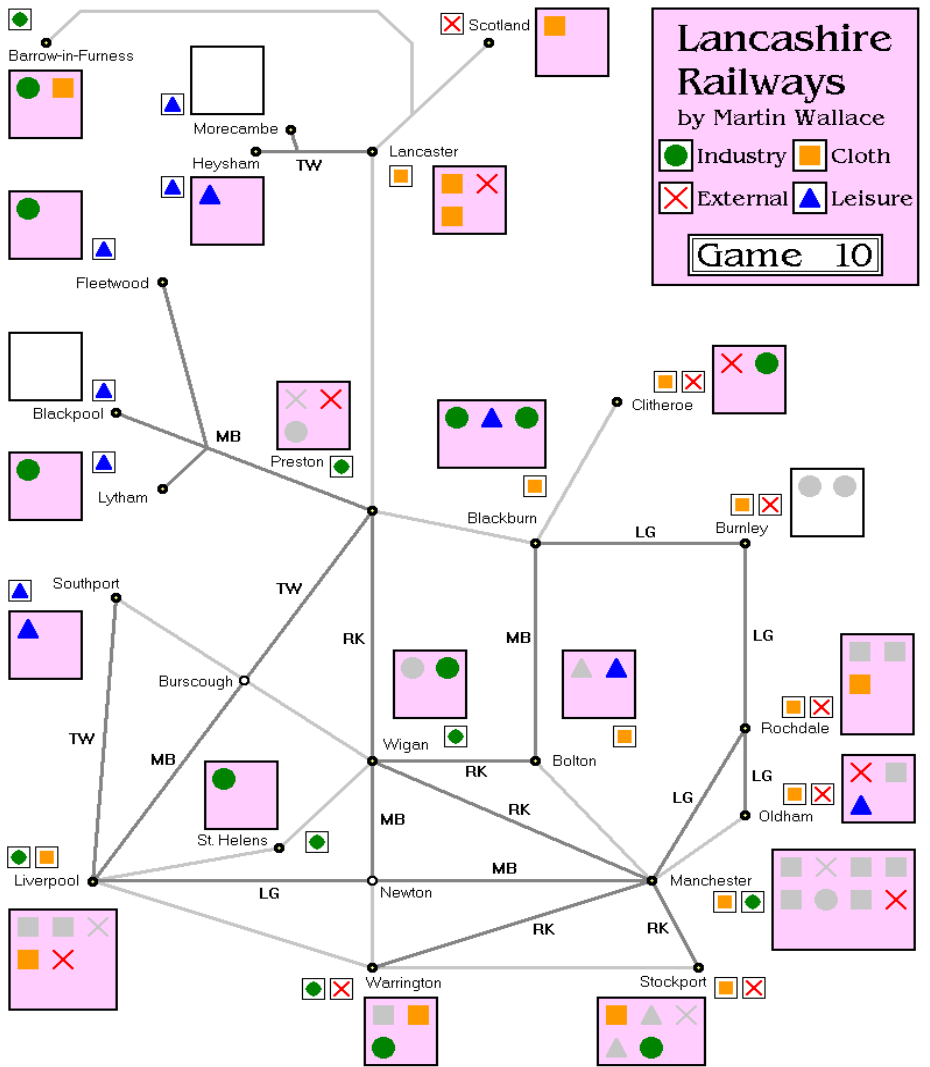 Scotland
Lancashire
Railways
by Martin Wallace
Industry
Cloth
External
Leisure
Game 10
Barrow-in-Furness
Morecambe
Lancaster
Heysham
TW
Fleetwood
Blackpool
MB
Clitheroe
Preston
Lytham
Blackburn
Burnley
LG
Southport
TW
RK
MB
LG
Burscough
Rochdale
TW
Wigan
Bolton
MB
RK
LG
LG
St. Helens
MB
RK
Oldham
Liverpool
LG
Newton
MB
Manchester
RK
RK
Warrington
Stockport